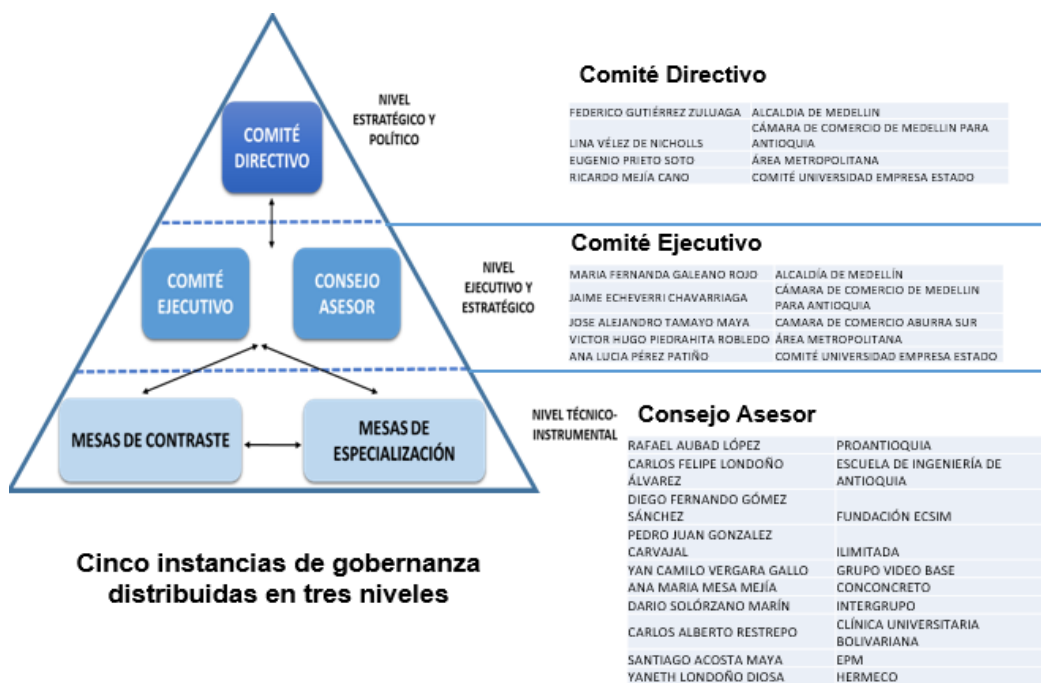 COMITÉ
DIRECTIVO
NIVEL
ESTRATÉGICO Y
POLÍTICO
COMITÉ
EJECUTIVO
CONSEJO
ASESOR
NIVEL
EJECUTIVO Y
ESTRATÉGICO
MESAS DE CONTRASTE
MESAS DE
ESPECIALIZACIÓN
NIVEL TÉCNICO-
INSTRUMENTAL
Cinco instancias de gobernanza
distribuidas en tres niveles
Comité Directivo
FEDERICO GUTIÉRREZ ZULUAGA ALCALDIA DE MEDELLIN
CÁMARA DE COMERCIO DE MEDELLIN PARA
LINA VÉLEZ DE NICHOLLS ANTIOQUIA
EUGENIO PRIETO SOTO ÁREA METROPOLITANA
RICARDO MEJÍA CANO COMITÉ UNIVERSIDAD EMPRESA ESTADO
Comité Ejecutivo
MARIA FERNANDA GALEANO ROJO ALCALDÍA DE MEDELLÍN
JAIME ECHEVERRI CHAVARRIAGA CÁMARA DE COMERCIO DE MEDELLIN
PARA ANTIOQUIA
JOSE ALEJANDRO TAMAYO MAYA CAMARA DE COMERCIO ABURRA SUR
VICTOR HUGO PIEDRAHITA ROBLEDO ÁREA METROPOLITANA
ANA LUCIA PÉREZ PATIÑO COMITÉ UNIVERSIDAD EMPRESA ESTADO
Consejo Asesor
RAFAEL AUBAD LÓPEZ PROANTIOQUIA
CARLOS FELIPE LONDOÑO ESCUELA DE INGENIERÍA DE
ÁLVAREZ ANTIOQUIA
DIEGO FERNANDO GÓMEZ
SÁNCHEZ FUNDACIÓN ECSIM
PEDRO JUAN GONZALEZ
CARVAJAL ILIMITADA
YAN CAMILO VERGARA GALLO GRUPO VIDEO BASE
ANA MARIA MESA MEJÍA CONCONCRETO
DARIO SOLÓRZANO MARÍN INTERGRUPO
CARLOS ALBERTO RESTREPO CLÍNICA UNIVERSITARIA
BOLIVARIANA
SANTIAGO ACOSTA MAYA EPM
YANETH LONDOÑO DIOSA HERMECO